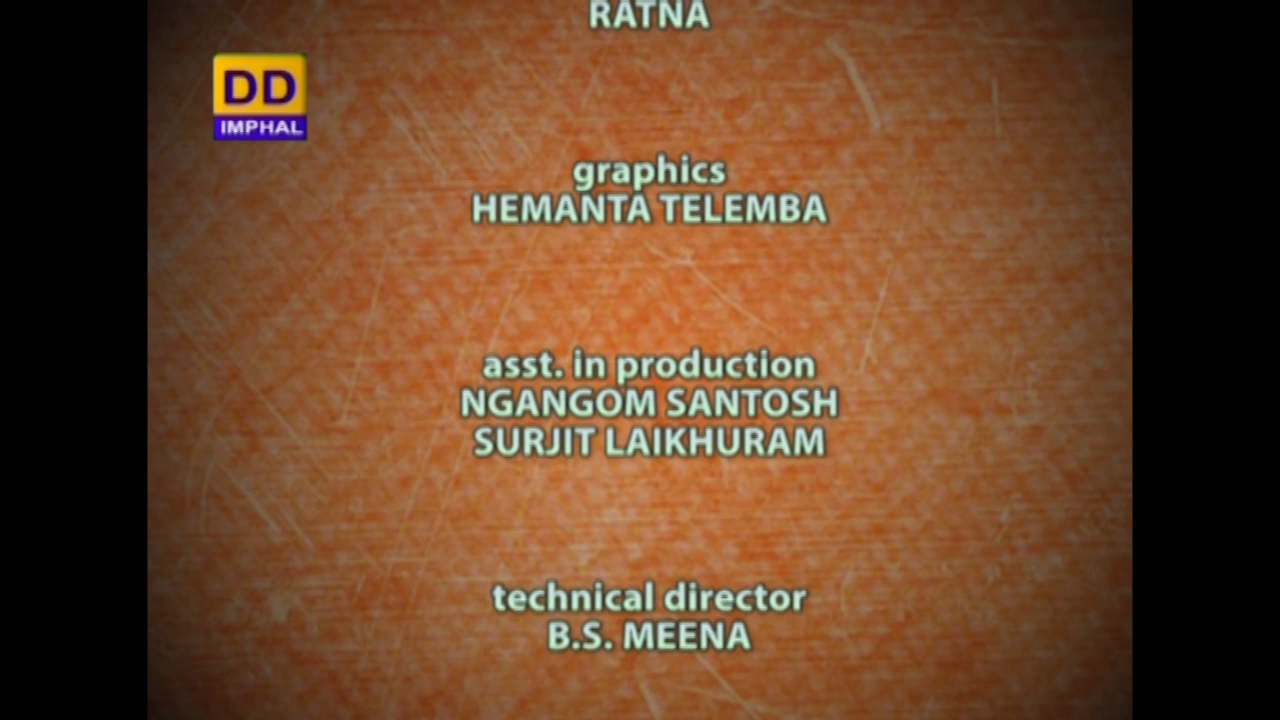 RATNA
DD
IMPHAL
graphics
HEMANTA TELEMBA
asst. in production
NGANGOM SANTOSH
SURJIT LAIKHURAM
technical director
B.S. MEENA